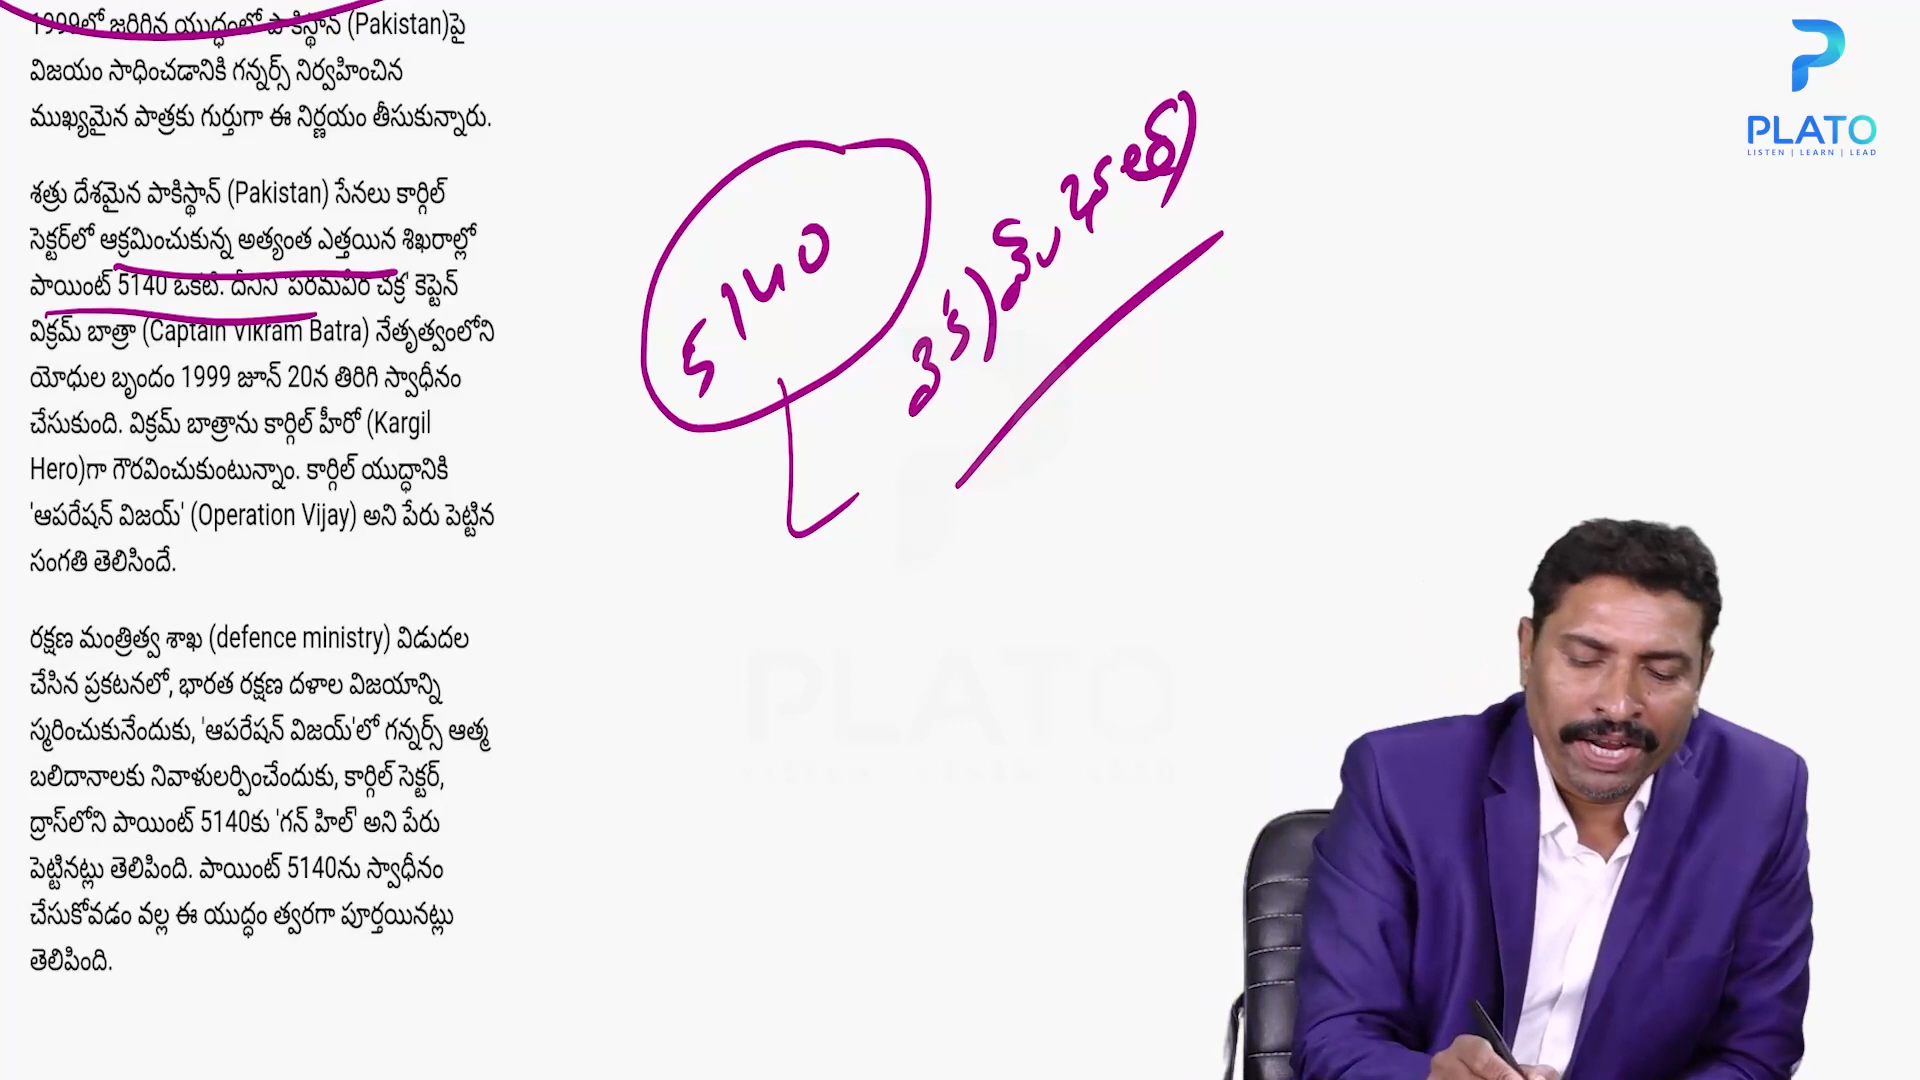 1999లో జరిగిన యుద్ధంలో పాకిస్థాన్ (Pakistan)పై
విజయం సాధించడానికి గన్నర్స్ నిర్వహించిన
ముఖ్యమైన పాత్రకు గుర్తుగా ఈ నిర్ణయం తీసుకున్నారు.
శత్రు దేశమైన పాకిస్థాన్ (Pakistan) సేనలు కార్గిల్
సెక్టర్‌లో ఆక్రమించుకున్న అత్యంత ఎత్తయిన శిఖరాల్లో
పాయింట్ 5140 ఒకటి. దీనిని 'పరమవీర చక్ర' కెప్టెన్
విక్రమ్ బాత్రా (Captain Vikram Batra) నేతృత్వంలోని
యోధుల బృందం 1999 జూన్ 20న తిరిగి స్వాధీనం
చేసుకుంది. విక్రమ్ బాత్రాను కార్గిల్ హీరో (Kargil
Hero)గా గౌరవించుకుంటున్నాం. కార్గిల్ యుద్ధానికి
'ఆపరేషన్ విజయ్' (Operation Vijay) అని పేరు పెట్టిన
సంగతి తెలిసిందే.
రక్షణ మంత్రిత్వ శాఖ (defence ministry) విడుదల
చేసిన ప్రకటనలో, భారత రక్షణ దళాల విజయాన్ని
స్మరించుకునేందుకు, 'ఆపరేషన్ విజయ్'లో గన్నర్స్ ఆత్మ
బలిదానాలకు నివాళులర్పించేందుకు, కార్గిల్ సెక్టర్,
ద్రాస్‌లోని పాయింట్ 5140కు 'గన్ హిల్' అని పేరు
పెట్టినట్లు తెలిపింది. పాయింట్ 5140ను స్వాధీనం
చేసుకోవడం వల్ల ఈ యుద్ధం త్వరగా పూర్తయినట్లు
తెలిపింది.
5140
PLATO
LISTEN | LEARN | LEAD
PLATO
LISTEN | LEARN | LEAD